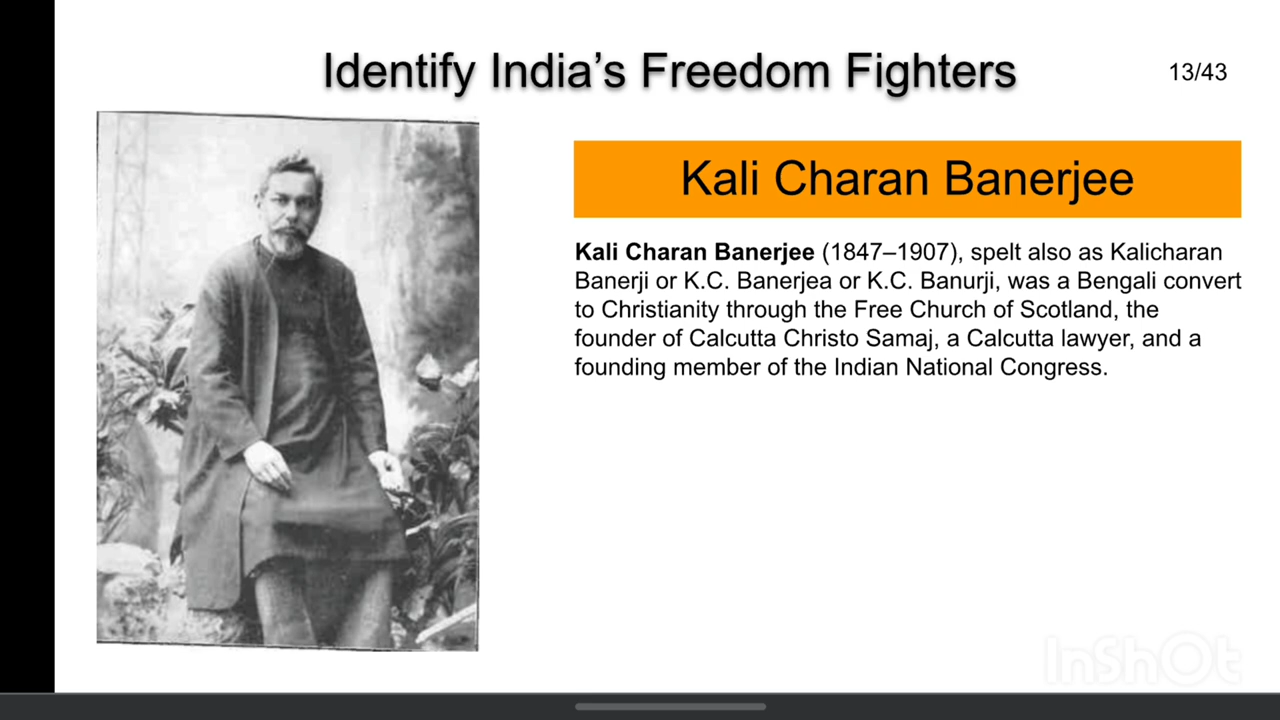 Identify India’s Freedom Fighters
13/43
Kali Charan Banerjee
Kali Charan Banerjee (1847–1907), spelt also as Kalicharan
Banerji or K.C. Banerjea or K.C. Banurji, was a Bengali convert
to Christianity through the Free Church of Scotland, the
founder of Calcutta Christo Samaj, a Calcutta lawyer, and a
founding member of the Indian National Congress.
InShOt